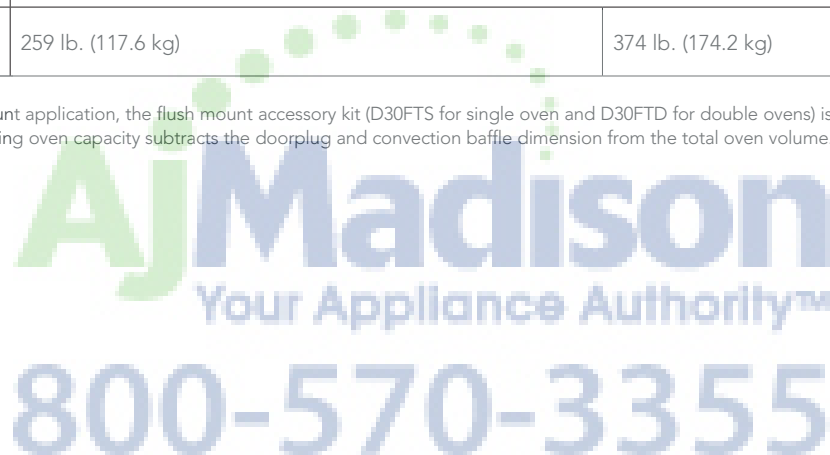 259 lb. (117.6 kg) 374 lb. (174.2 kg)
application, the flush mount accessory kit (D30FTS for single oven and D30FTD for double ovens) is
oven capacity subtracts the doorplug and convection baffle dimension from the total oven volume
AjMadison
Your Appliance Authority™
800-570-3355